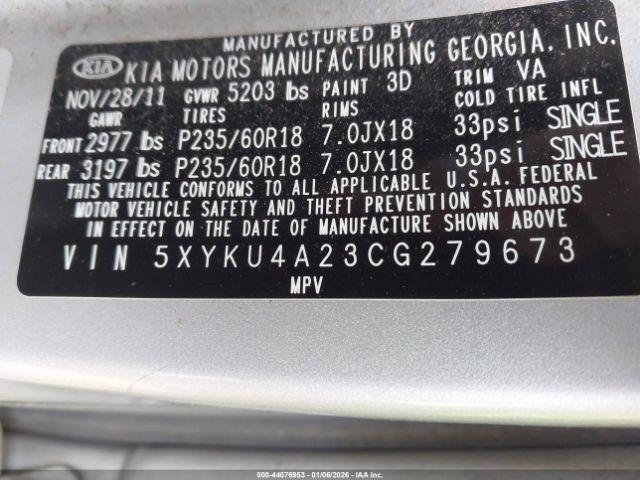 MANUFACTURED BY
KIA KIA MOTORS MANUFACTURING GEORGIA, INC.
NOV/28/11 GVWR 5203 lbs PAINT 3D TRIM VA
GAWR TIRES RIMS COLD TIRE INFL
FRONT 2977 lbs P235/60R18 7.0JX18 33psi SINGLE
REAR 3197 lbs P235/60R18 7.0JX18 33psi SINGLE
THIS VEHICLE CONFORMS TO ALL APPLICABLE U.S.A. FEDERAL
MOTOR VEHICLE SAFETY AND THEFT PREVENTION STANDARDS
IN EFFECT ON THE DATE OF MANUFACTURE SHOWN ABOVE
VIN 5XYKU4A23CG279673
MPV
000-44076953 - 01/06/2026 - IAA Corp.